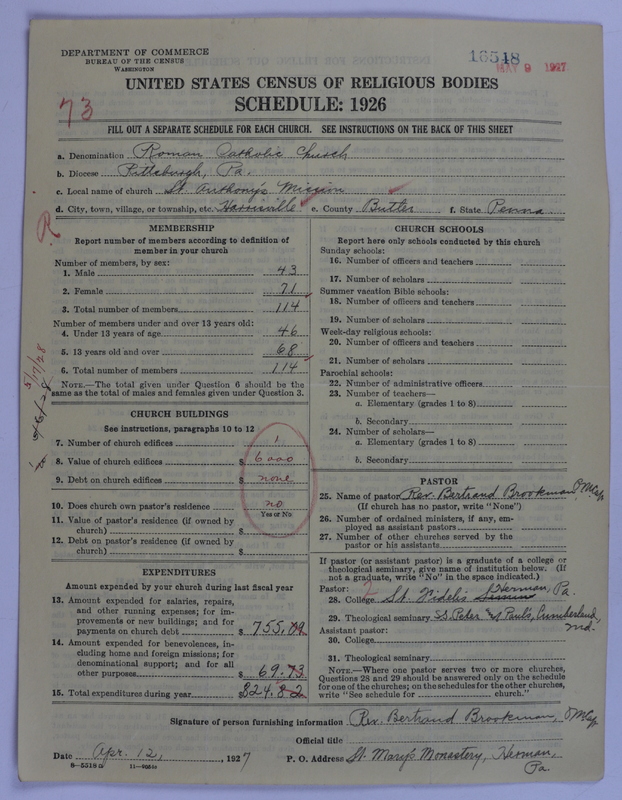 DEPARTMENT OF COMMERCE
BUREAU OF THE CENSUS
WASHINGTON
16518
MAY 9 1927
UNITED STATES CENSUS OF RELIGIOUS BODIES
SCHEDULE: 1926
73
FILL OUT A SEPARATE SCHEDULE FOR EACH CHURCH. SEE INSTRUCTIONS ON THE BACK OF THIS SHEET
a. Denomination Roman Catholic Church
b. Diocese Pittsburgh, Pa.
c. Local name of church St. Anthony's Mission
d. City, town, village, or township, etc. Harrisville e. County Butler f. State Penna
R
MEMBERSHIP
Report number of members according to definition of
member in your church
Number of members, by sex:
1. Male 43
2. Female 71
3. Total number of members 114
Number of members under and over 13 years old:
4. Under 13 years of age 46
5. 13 years old and over 68
6. Total number of members 114
NOTE.—The total given under Question 6 should be the
same as the total of males and females given under Question 3.
5/7/28
CHURCH BUILDINGS
See instructions, paragraphs 10 to 12
7. Number of church edifices 1
8. Value of church edifices $ 6000
9. Debt on church edifices $ none
10. Does church own pastor's residence no
Yes or No
11. Value of pastor's residence (if owned by
church) $
12. Debt on pastor's residence (if owned by
church) $
EXPENDITURES
Amount expended by your church during last fiscal year
13. Amount expended for salaries, repairs,
and other running expenses; for im-
provements or new buildings; and for
payments on church debt $ 755.09
14. Amount expended for benevolences, in-
cluding home and foreign missions; for
denominational support; and for all
other purposes $ 69.73
15. Total expenditures during year $824.82
CHURCH SCHOOLS
Report here only schools conducted by this church
Sunday schools:
16. Number of officers and teachers
17. Number of scholars
Summer vacation Bible schools:
18. Number of officers and teachers
19. Number of scholars
Week-day religious schools:
20. Number of officers and teachers
21. Number of scholars
Parochial schools:
22. Number of administrative officers
23. Number of teachers—
a. Elementary (grades 1 to 8)
b. Secondary
24. Number of scholars—
a. Elementary (grades 1 to 8)
b. Secondary
PASTOR
25. Name of pastor Rev. Bertrand Brookman, O.M.Cap.
(If church has no pastor, write "None")
26. Number of ordained ministers, if any, em-
ployed as assistant pastors
27. Number of other churches served by the
pastor or his assistants
If pastor (or assistant pastor) is a graduate of a college or
theological seminary, give name of institution below. (If
not a graduate, write "No" in the space indicated.)
Pastor: 2
28. College St. Fidelis Herman, Pa.
29. Theological seminary SS. Peter & Paul's, Cumberland,
Md.
Assistant pastor:
30. College
31. Theological seminary
NOTE.—Where one pastor serves two or more churches,
Questions 28 and 29 should be answered only on the schedule
for one of the churches; on the schedules for the other churches,
write "See schedule for church."
Signature of person furnishing information Rev. Bertrand Brookman, O.M.Cap.
Official title
Date Apr. 12, 1927 P. O. Address St. Mary's Monastery, Herman,
Pa.
8-5518a 11-9054b